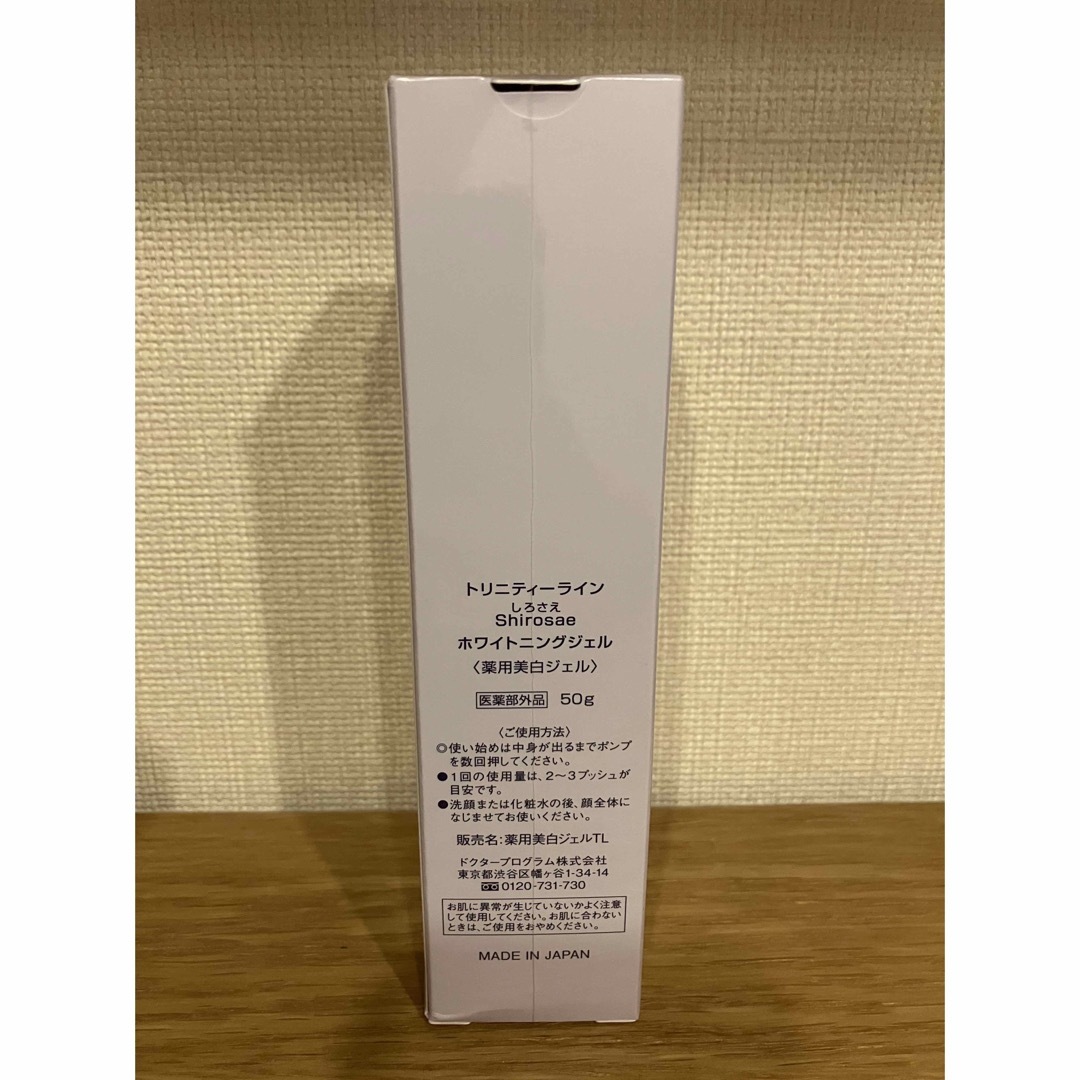 トリニティーライン
しろさえ
Shirosae
ホワイトニングジェル
〈薬用美白ジェル〉
医薬部外品 50g
〈ご使用方法〉
◎使い始めは中身が出るまでポンプ
を数回押してください。
●1回の使用量は、2〜3プッシュが
目安です。
●洗顔または化粧水の後、顔全体に
なじませてお使いください。
販売名:薬用美白ジェルTL
ドクタープログラム株式会社
東京都渋谷区幡ヶ谷1-34-14
0120-731-730
お肌に異常が生じていないかよく注意
して使用してください。お肌に合わない
ときは、ご使用をおやめください。
MADE IN JAPAN